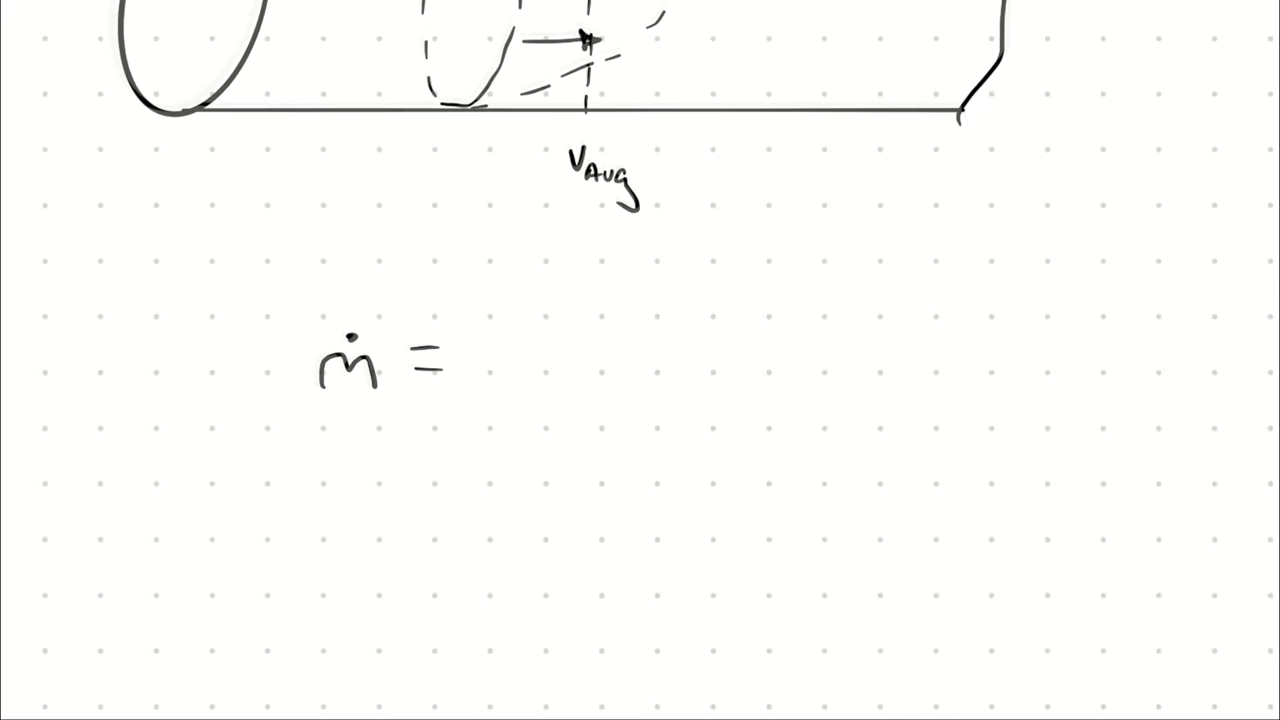 VAvg
ṁ =